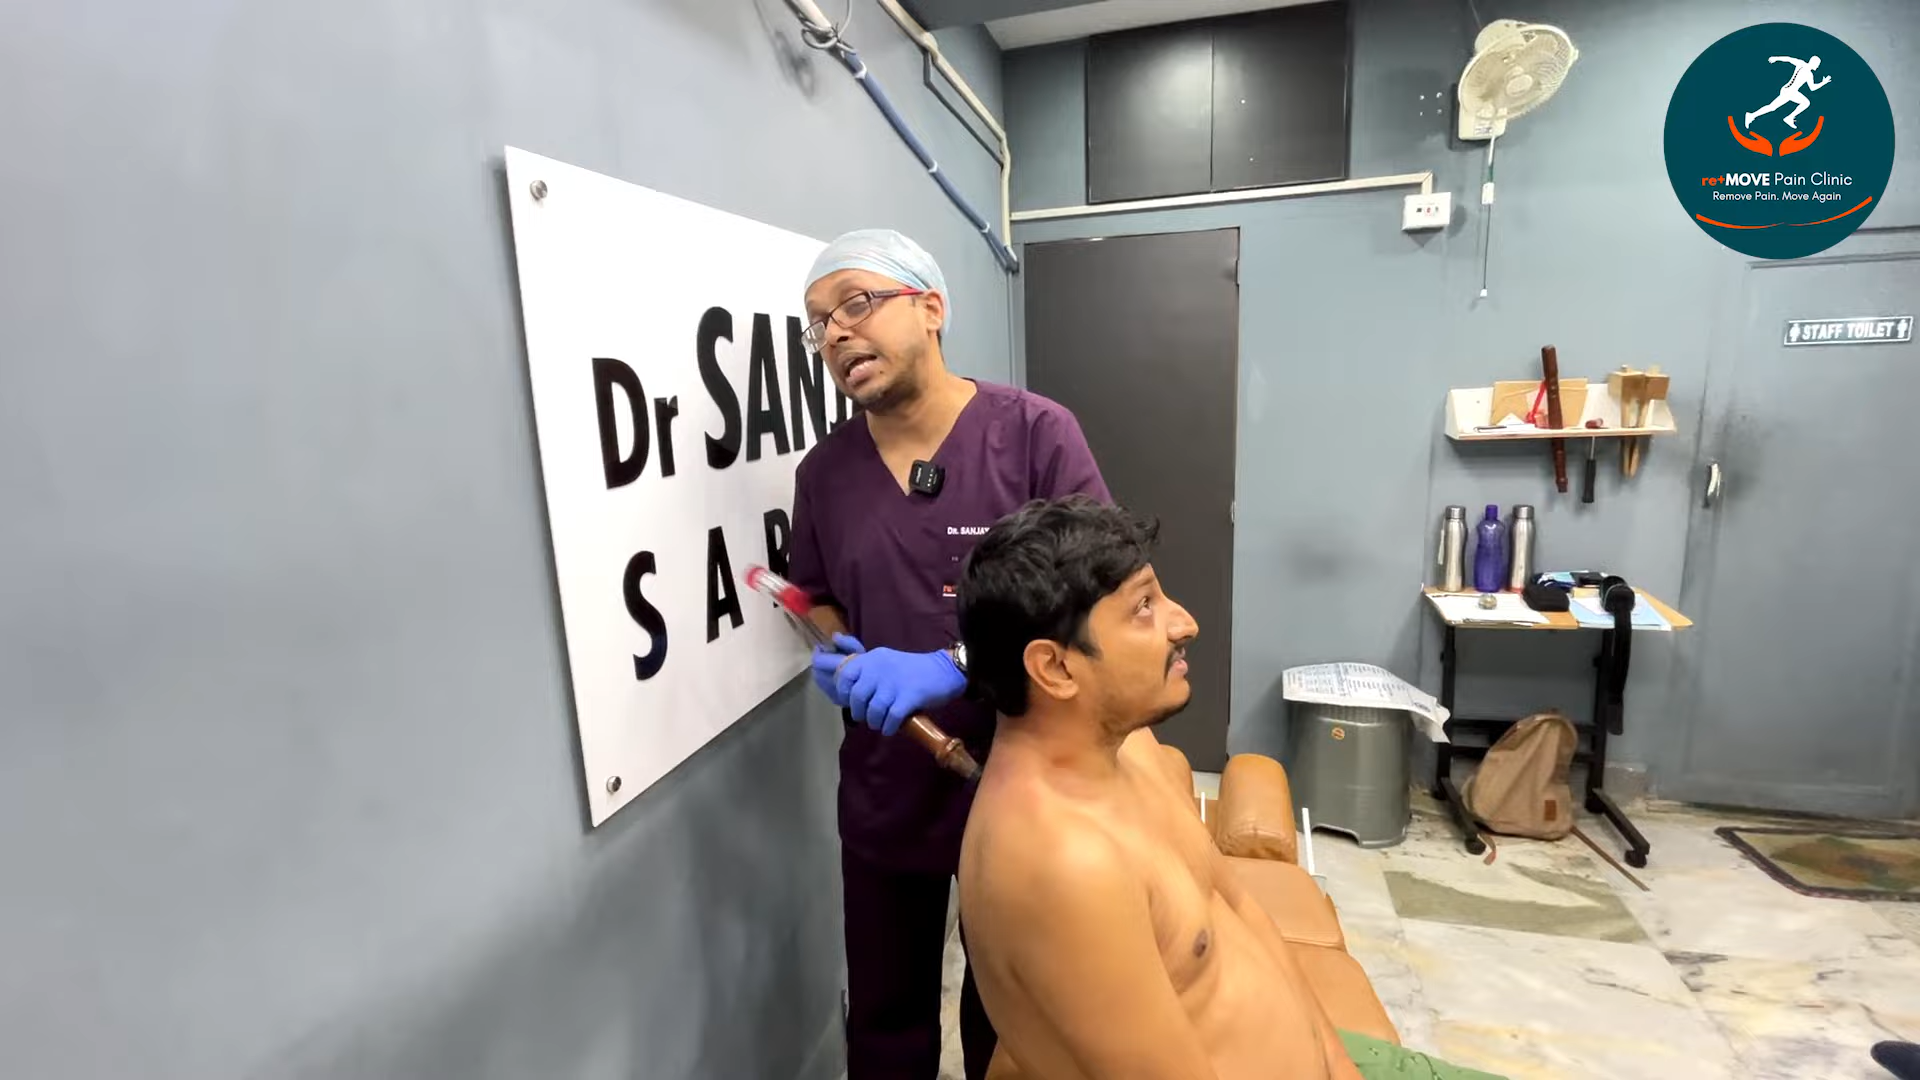 Dr SANJ
S A R
DR. SANJAY
re+MOVE Pain Clinic
Remove Pain. Move Again
STAFF TOILET